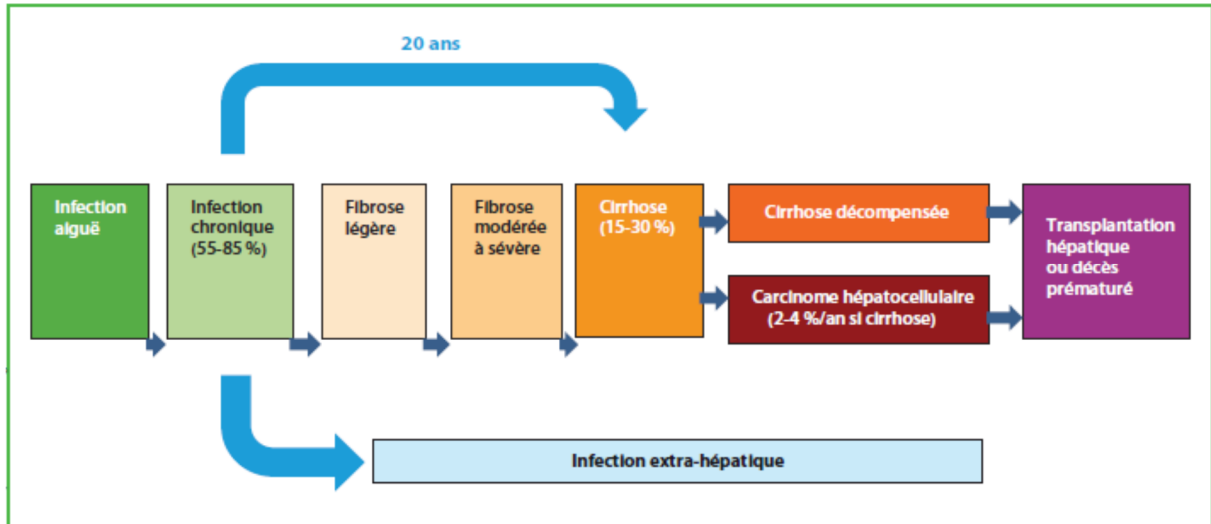 20 ans
Infection
aiguë
Infection
chronique
(55-85 %)
Fibrose
légère
Fibrose
modérée
à sévère
Cirrhose
(15-30 %)
Cirrhose décompensée
Carcinome hépatocellulaire
(2-4 %/an si cirrhose)
Transplantation
hépatique
ou décès
prématuré
Infection extra-hépatique